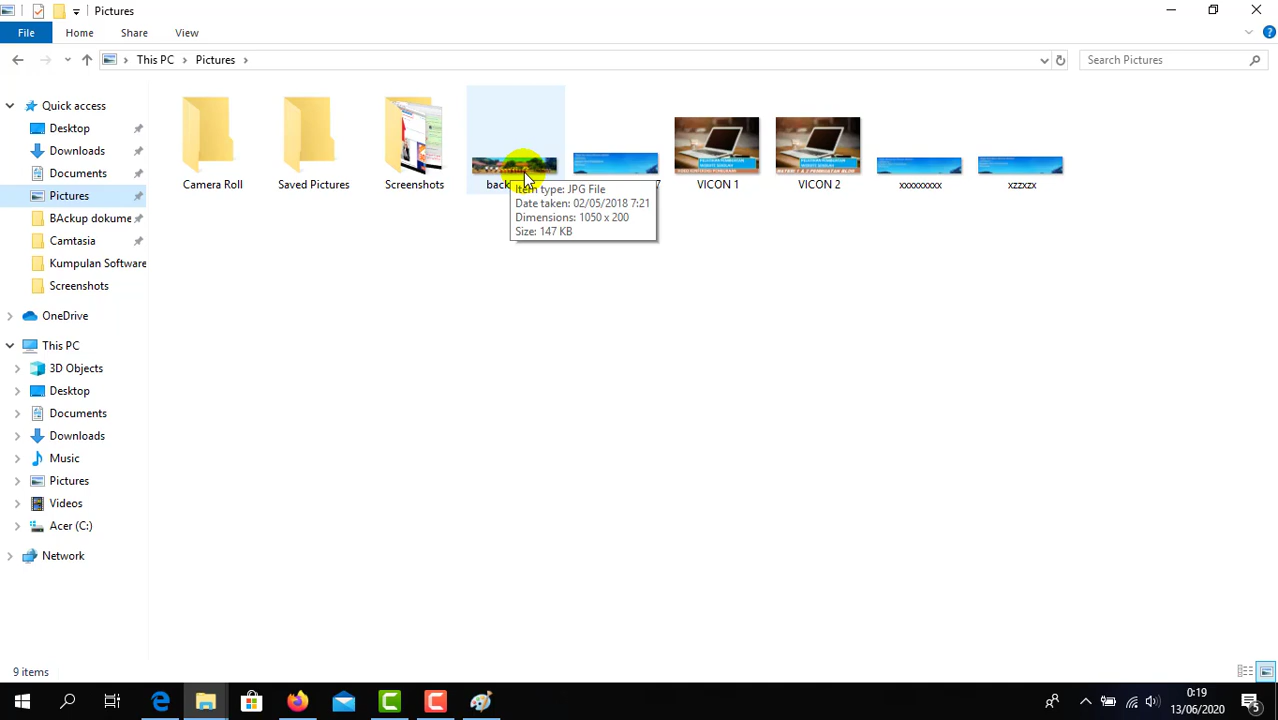 Pictures
File
Home
Share
View
This PC
Pictures
Search Pictures
Quick access
Desktop
Downloads
Documents
Pictures
BAckup dokume
Camtasia
Kumpulan Software
Screenshots
OneDrive
This PC
3D Objects
Desktop
Documents
Downloads
Music
Pictures
Videos
Acer (C:)
Network
Camera Roll
Saved Pictures
Screenshots
back
7
VICON 1
VICON 2
xxxxxxxxx
xzzxzx
Item type: JPG File
Date taken: 02/05/2018 7:21
Dimensions: 1050 x 200
Size: 147 KB
9 items
0:19
13/06/2020
5